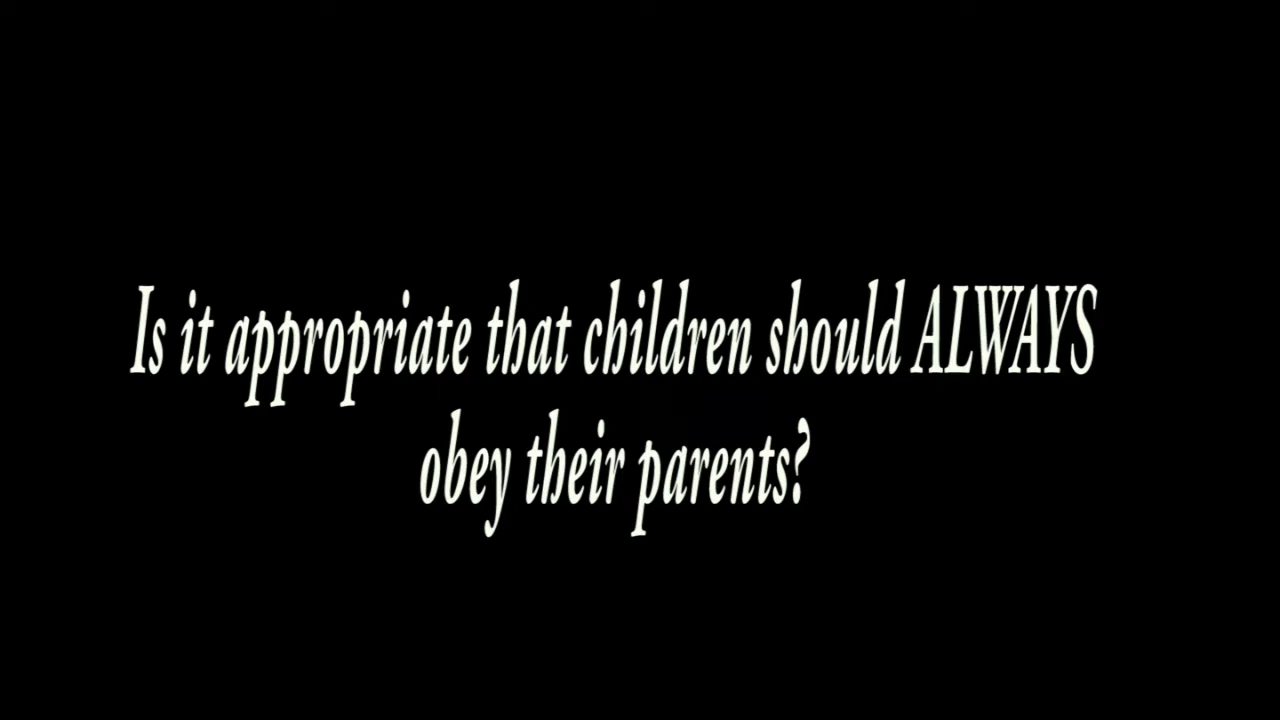 Is it appropriate that children should ALWAYS
obey their parents?